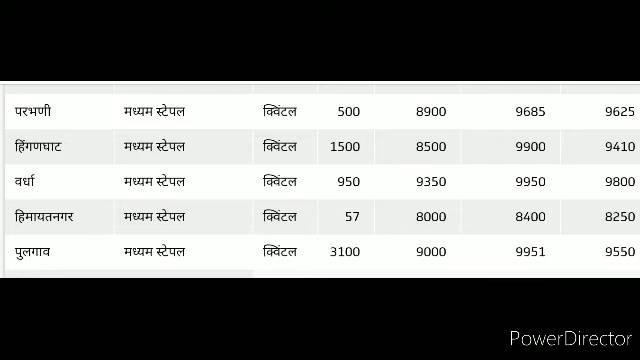 परभणी मध्यम स्टेपल क्विंटल 500 8900 9685 9625
हिंगणघाट मध्यम स्टेपल क्विंटल 1500 8500 9900 9410
वर्धा मध्यम स्टेपल क्विंटल 950 9350 9950 9800
हिमायतनगर मध्यम स्टेपल क्विंटल 57 8000 8400 8250
पुलगाव मध्यम स्टेपल क्विंटल 3100 9000 9951 9550
PowerDirector